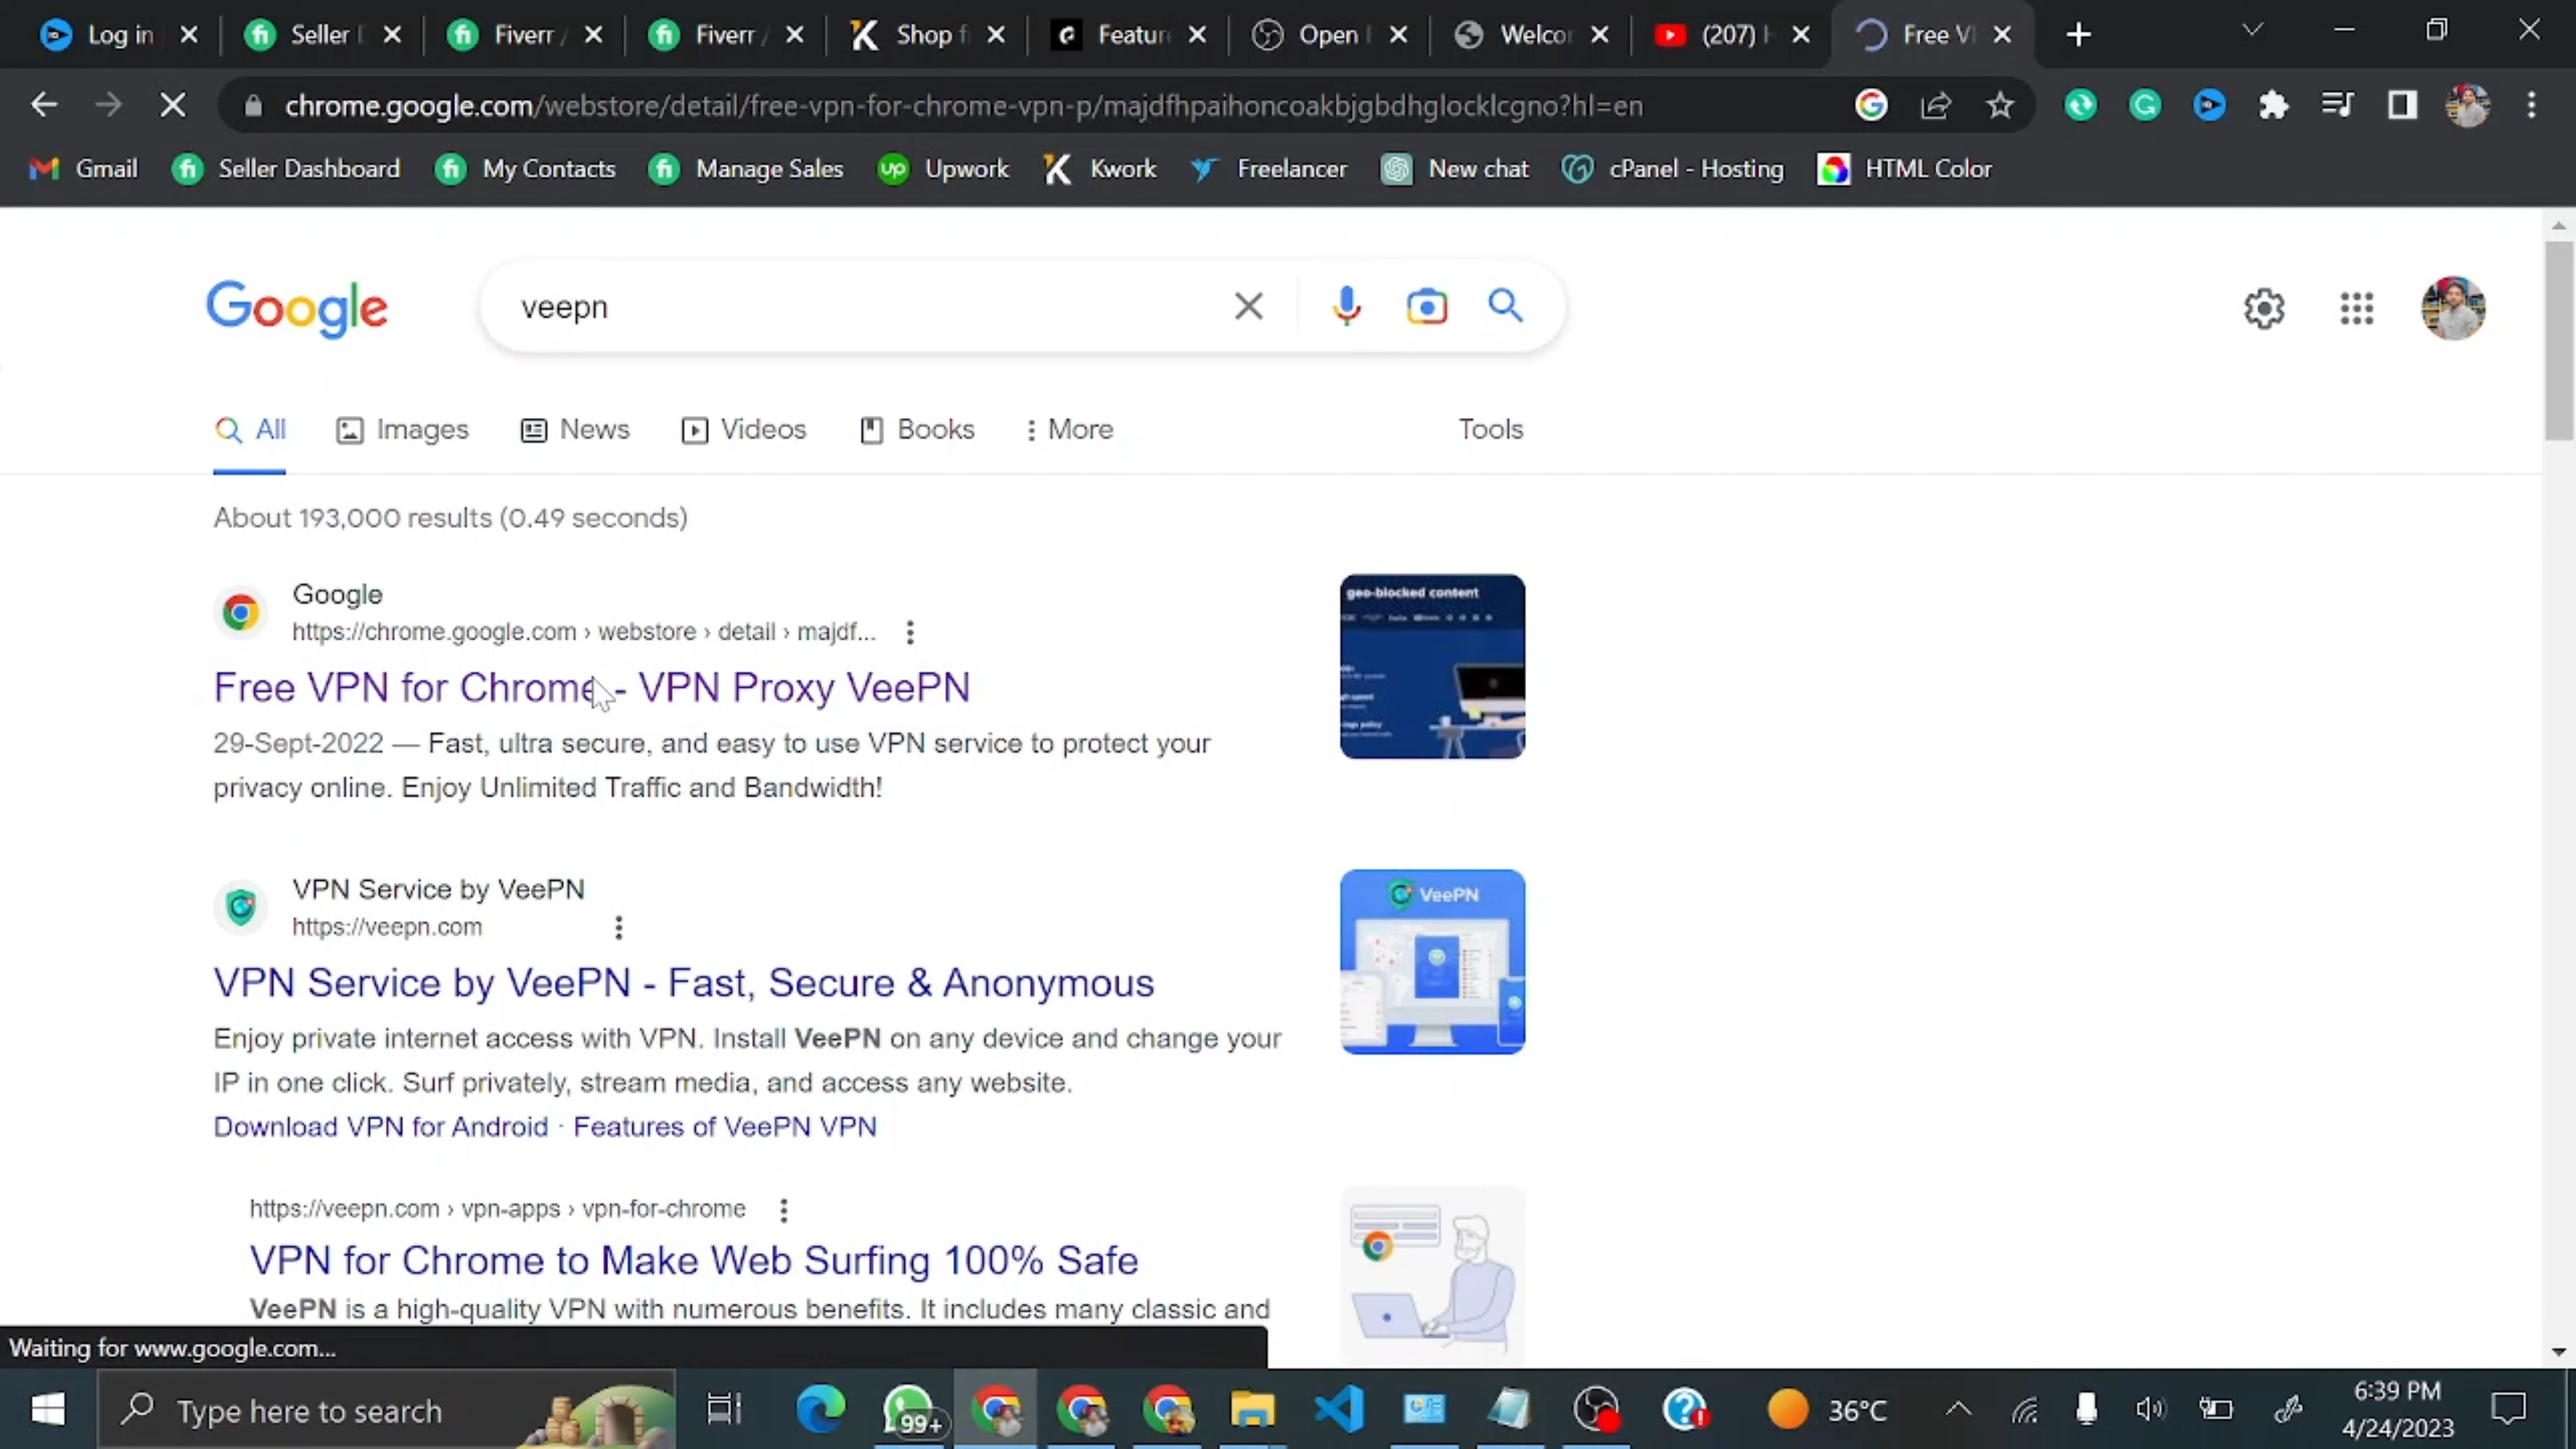 Log in
Seller
Fiverr /
Fiverr /
Shop f
Featur
Open
Welco
(207)
Free V
chrome.google.com/webstore/detail/free-vpn-for-chrome-vpn-p/majdfhpaihoncoakbjgbdhglocklcgno?hl=en
Gmail
Seller Dashboard
My Contacts
Manage Sales
Upwork
Kwork
Freelancer
New chat
cPanel - Hosting
HTML Color
Google
veepn
All
Images
News
Videos
Books
More
Tools
About 193,000 results (0.49 seconds)
Google
https://chrome.google.com › webstore › detail › majdf...
Free VPN for Chrome - VPN Proxy VeePN
29-Sept-2022 — Fast, ultra secure, and easy to use VPN service to protect your
privacy online. Enjoy Unlimited Traffic and Bandwidth!
geo-blocked content
VPN Service by VeePN
https://veepn.com
VPN Service by VeePN - Fast, Secure & Anonymous
Enjoy private internet access with VPN. Install VeePN on any device and change your
IP in one click. Surf privately, stream media, and access any website.
Download VPN for Android · Features of VeePN VPN
VeePN
https://veepn.com › vpn-apps › vpn-for-chrome
VPN for Chrome to Make Web Surfing 100% Safe
VeePN is a high-quality VPN with numerous benefits. It includes many classic and
Waiting for www.google.com...
Type here to search
99+
36°C
6:39 PM
4/24/2023